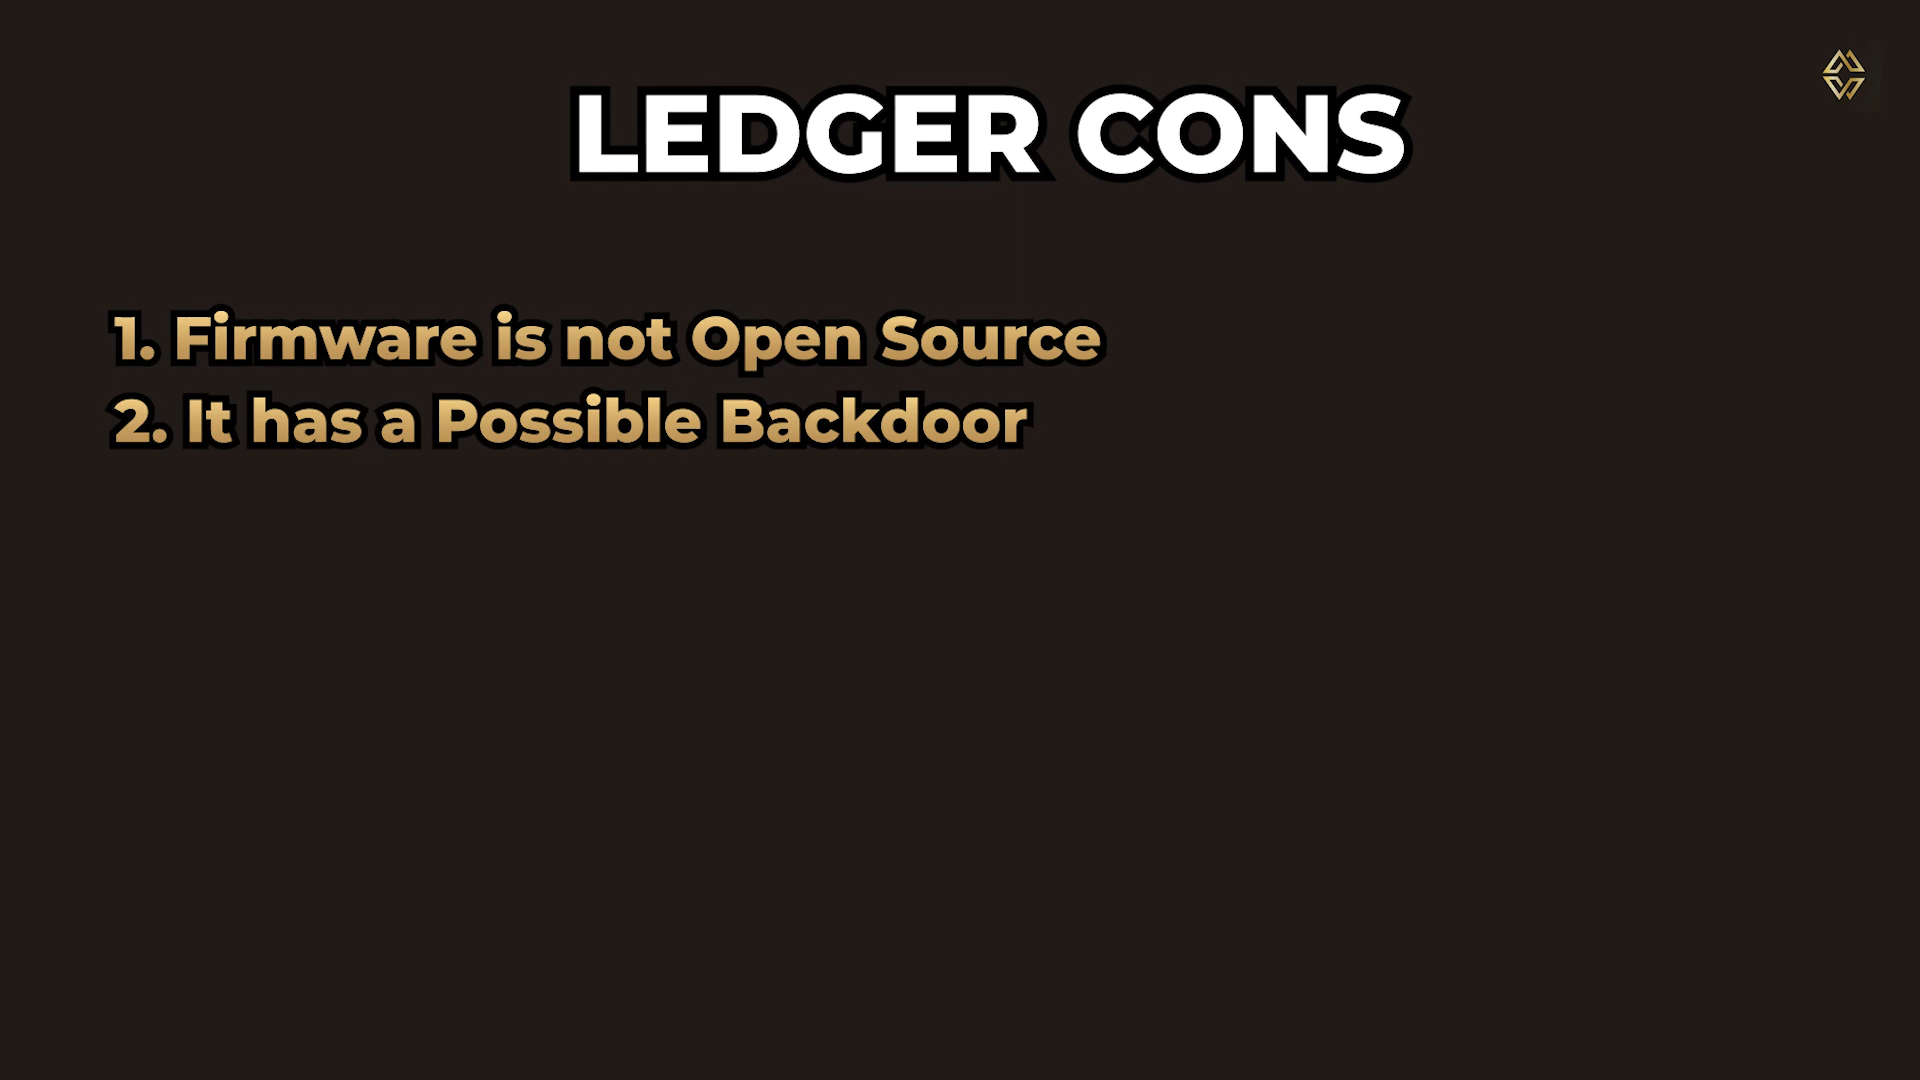 LEDGER CONS
1. Firmware is not Open Source
2. It has a Possible Backdoor